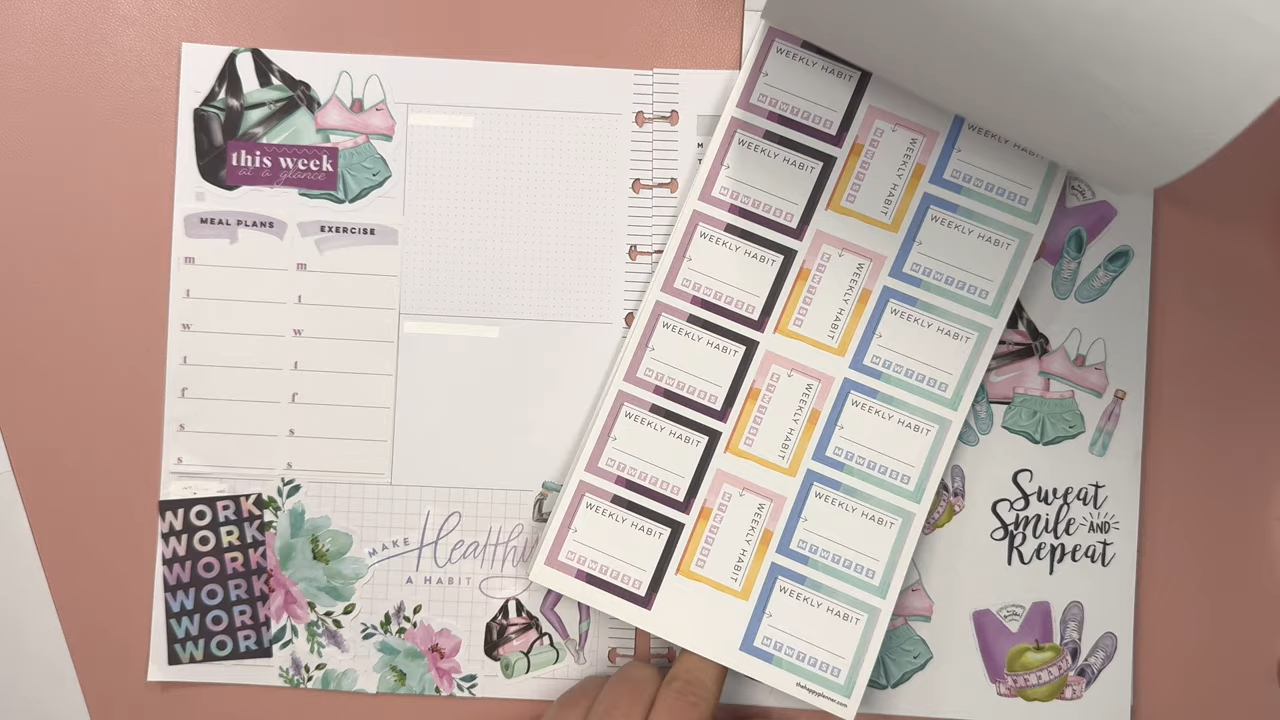 this week
at a glance
MEAL PLANS
EXERCISE
m
m
t
t
w
w
t
t
f
f
s
s
s
s
WORK
WORK
WORK
WORK
WORK
WORK
MAKE
Healthy
A HABIT
WEEKLY HABIT
M T W T F S S
WEEKLY HABIT
M T W T F S S
WEEKLY HABIT
M T W T F S S
WEEKLY HABIT
M T W T F S S
WEEKLY HABIT
M T W T F S S
WEEKLY HABIT
M T W T F S S
WEEKLY HABIT
M T W T F S S
WEEKLY HABIT
M T W T F S S
WEEKLY HABIT
M T W T F S S
WEEKLY HABIT
M T W T F S S
WEEKLY HABIT
M T W T F S S
WEEKLY HABIT
M T W T F S S
WEEKLY HABIT
M T W T F S S
WEEKLY HABIT
M T W T F S S
WEEKLY HABIT
M T W T F S S
WEEKLY HABIT
M T W T F S S
thehappyplanner.com
M
Sweat
Smile AND
Repeat